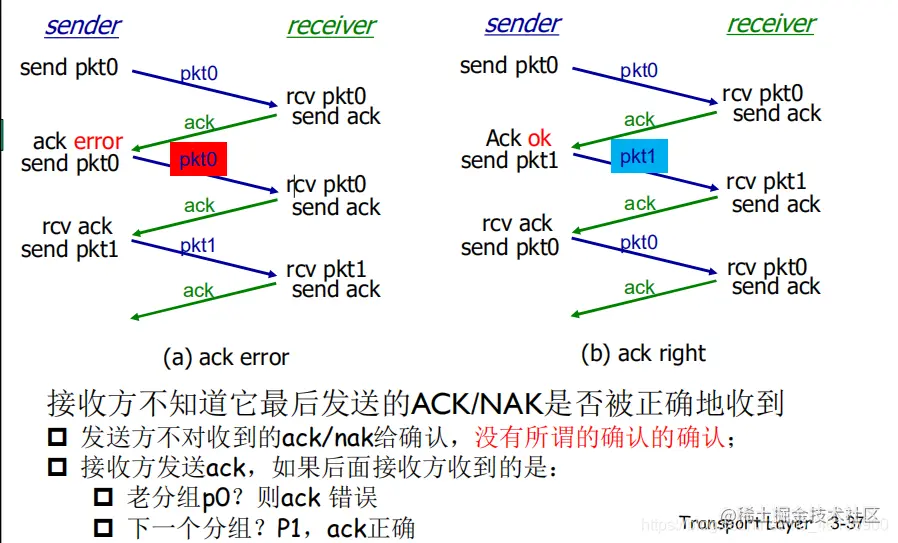 sender receiver
send pkt0
pkt0
rcv pkt0
send ack
ack
ack error
send pkt0
pkt0
rcv pkt0
send ack
ack
rcv ack
send pkt1
pkt1
rcv pkt1
send ack
ack
(a) ack error
sender receiver
send pkt0
pkt0
rcv pkt0
send ack
ack
Ack ok
send pkt1
pkt1
rcv pkt1
send ack
ack
rcv ack
send pkt0
pkt0
rcv pkt0
send ack
ack
(b) ack right
接收方不知道它最后发送的ACK/NAK是否被正确地收到
发送方不对收到的ack/nak给确认，没有所谓的确认的确认；
接收方发送ack，如果后面接收方收到的是：
老分组p0？则ack 错误
下一个分组？P1，ack正确
Transport Layer 3-37
@稀土掘金技术社区